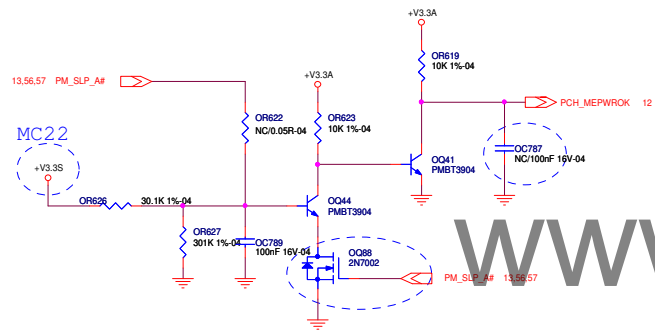 +V3.3A
OR619
10K 1%-04
13,56,57 PM_SLP_A#
+V3.3A
PCH_MEPWROK 12
OR622
NC/0.05R-04
OR623
10K 1%-04
MC22
OC787
NC/100nF 16V-04
+V3.3S
OQ41
PMBT3904
OR626 30.1K 1%-04
OQ44
PMBT3904
OR627
301K 1%-04
OC789
100nF 16V-04
OQ88
2N7002
PM_SLP_A# 13,56,57
WWW